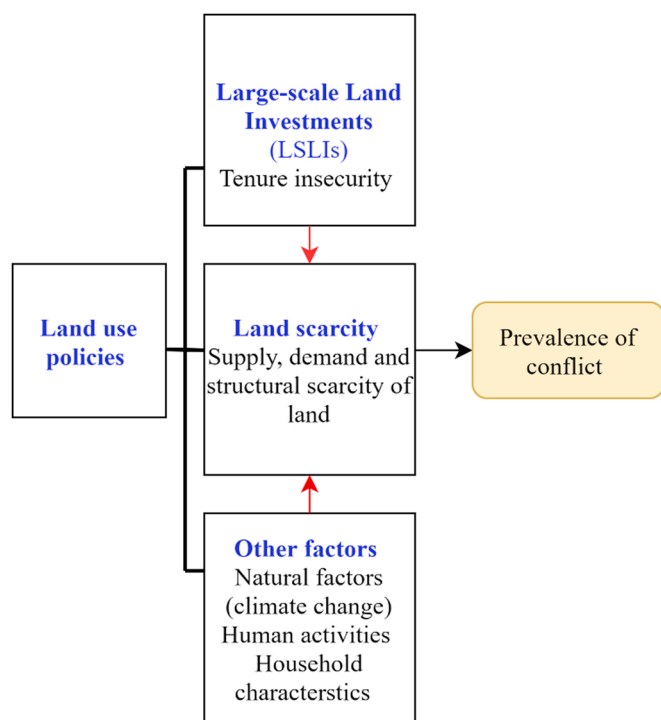 Large-scale Land
Investments
(LSLIs)
Tenure insecurity
Land use
policies
Land scarcity
Supply, demand and
structural scarcity of
land
Prevalence of
conflict
Other factors
Natural factors
(climate change)
Human activities
Household
characterstics